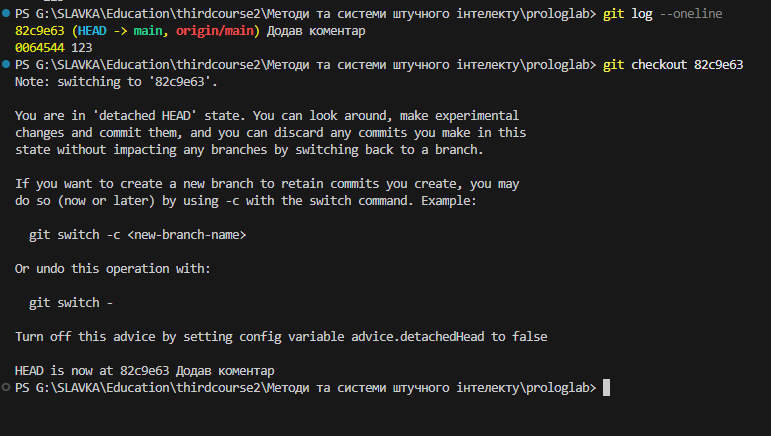 PS G:\SLAVKA\Education\thirdcourse2\Методи та системи штучного інтелекту\prologlab> git log --oneline
82c9e63 (HEAD -> main, origin/main) Додав коментар
0064544 123
PS G:\SLAVKA\Education\thirdcourse2\Методи та системи штучного інтелекту\prologlab> git checkout 82c9e63
Note: switching to '82c9e63'.
You are in 'detached HEAD' state. You can look around, make experimental
changes and commit them, and you can discard any commits you make in this
state without impacting any branches by switching back to a branch.
If you want to create a new branch to retain commits you create, you may
do so (now or later) by using -c with the switch command. Example:
git switch -c <new-branch-name>
Or undo this operation with:
git switch -
Turn off this advice by setting config variable advice.detachedHead to false
HEAD is now at 82c9e63 Додав коментар
PS G:\SLAVKA\Education\thirdcourse2\Методи та системи штучного інтелекту\prologlab>